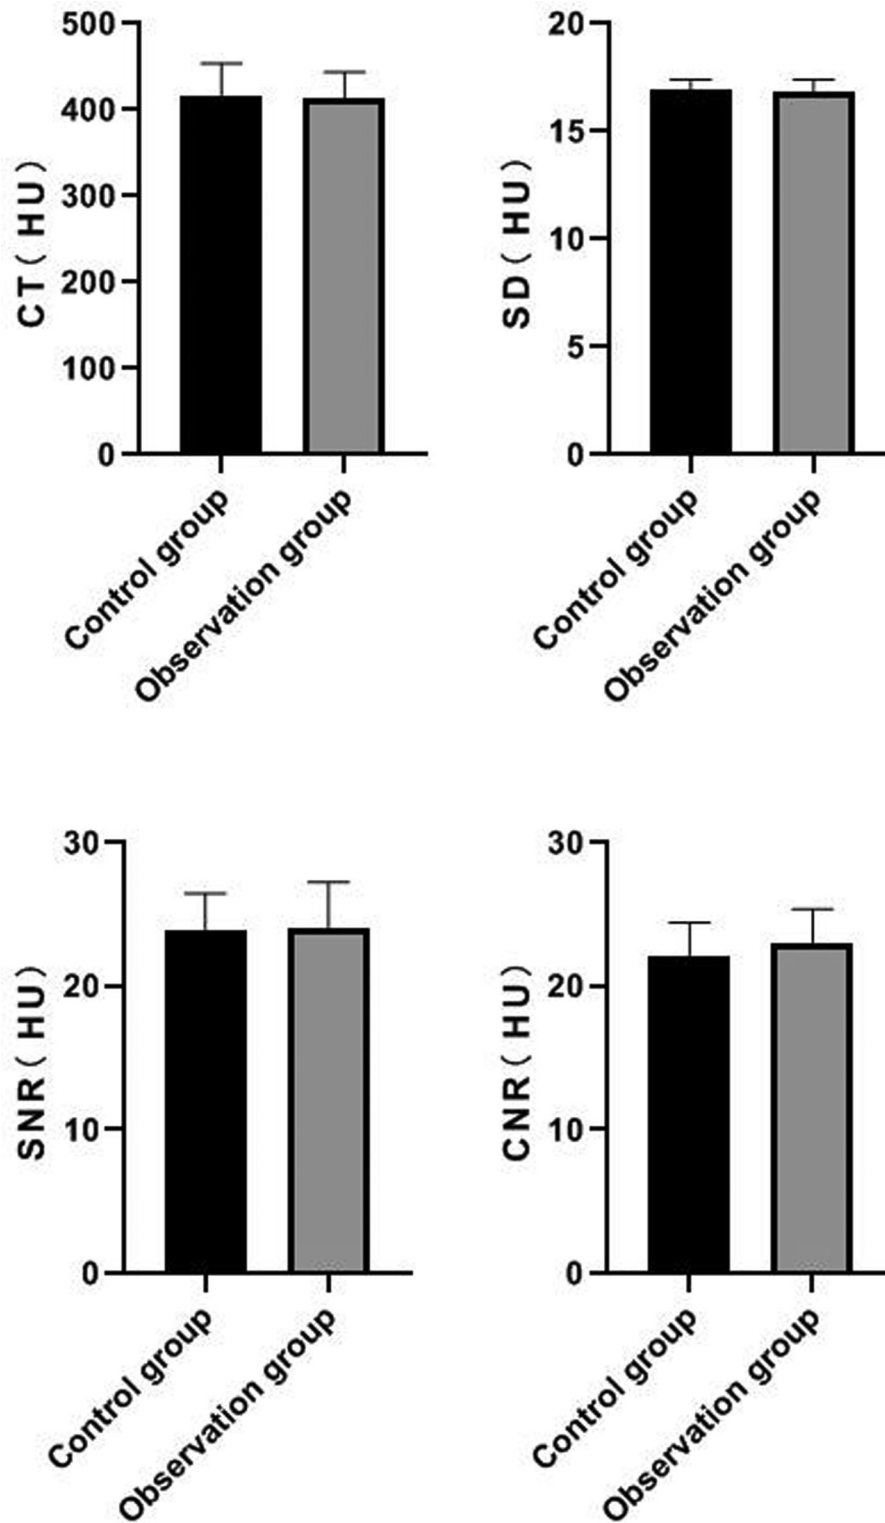 CT( HU )
500
400
300
200
100
0
Control group
Observation group
SD( HU )
20
15
10
5
0
Control group
Observation group
SNR( HU )
30
20
10
0
Control group
Observation group
CNR( HU )
30
20
10
0
Control group
Observation group